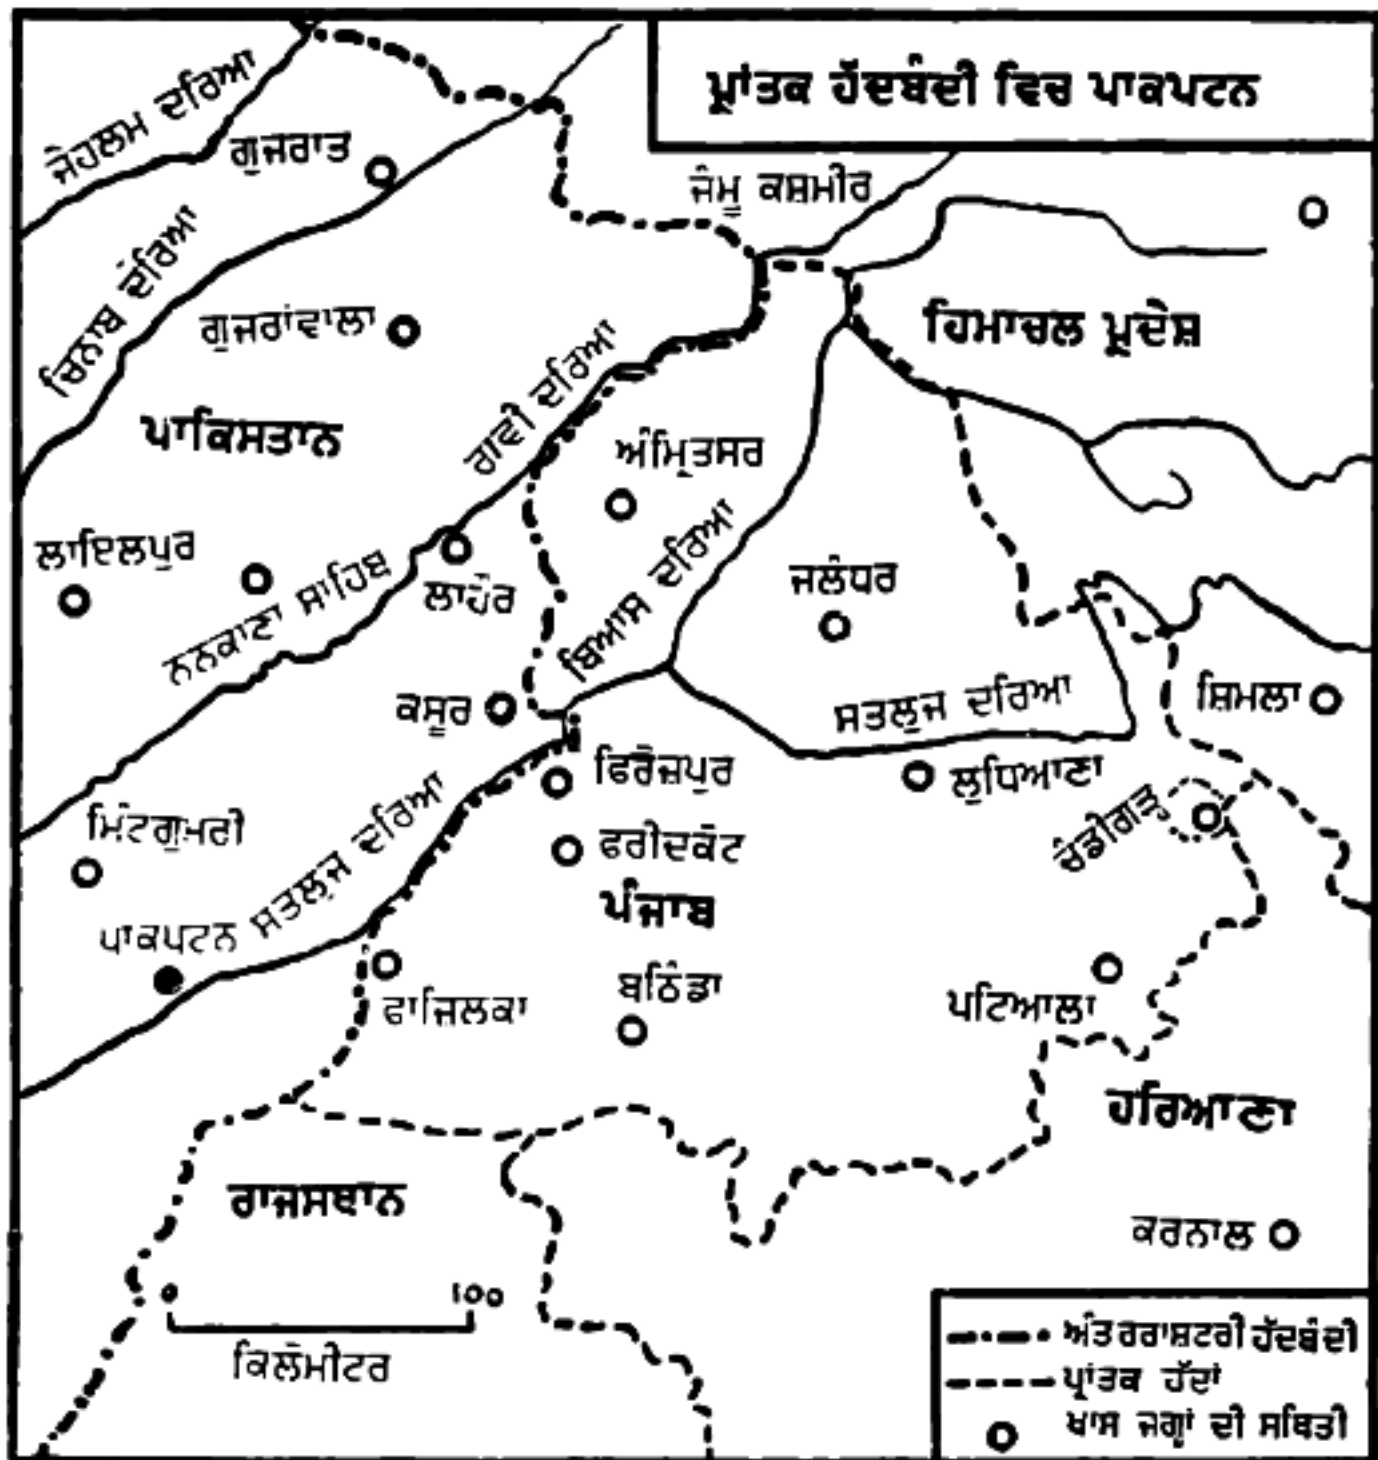 ਪ੍ਰਾਂਤਕ ਹੱਦਬੰਦੀ ਵਿਚ ਪਾਕਪਟਨ
ਜੇਹਲਮ ਦਰਿਆ
ਗੁਜਰਾਤ
ਜੰਮੂ ਕਸ਼ਮੀਰ
ਚਿਨਾਬ ਦਰਿਆ
ਗੁਜਰਾਂਵਾਲਾ
ਹਿਮਾਚਲ ਪ੍ਰਦੇਸ਼
ਰਾਵੀ ਦਰਿਆ
ਪਾਕਿਸਤਾਨ
ਅੰਮ੍ਰਿਤਸਰ
ਲਾਇਲਪੁਰ
ਨਨਕਾਣਾ ਸਾਹਿਬ
ਲਾਹੌਰ
ਬਿਆਸ ਦਰਿਆ
ਜਲੰਧਰ
ਕਸੂਰ
ਸਤਲੁਜ ਦਰਿਆ
ਸ਼ਿਮਲਾ
ਫਿਰੋਜ਼ਪੁਰ
ਲੁਧਿਆਣਾ
ਮਿੰਟਗੁਮਰੀ
ਸਤਲੁਜ ਦਰਿਆ
ਫਰੀਦਕੋਟ
ਚੰਡੀਗੜ੍ਹ
ਪੰਜਾਬ
ਪਾਕਪਟਨ
ਫਾਜ਼ਿਲਕਾ
ਬਠਿੰਡਾ
ਪਟਿਆਲਾ
ਹਰਿਆਣਾ
ਰਾਜਸਥਾਨ
ਕਰਨਾਲ
0 100
ਕਿਲੋਮੀਟਰ
ਅੰਤਰਰਾਸ਼ਟਰੀ ਹੱਦਬੰਦੀ
ਪ੍ਰਾਂਤਕ ਹੱਦਾਂ
ਖਾਸ ਜਗ੍ਹਾਂ ਦੀ ਸਥਿਤੀ